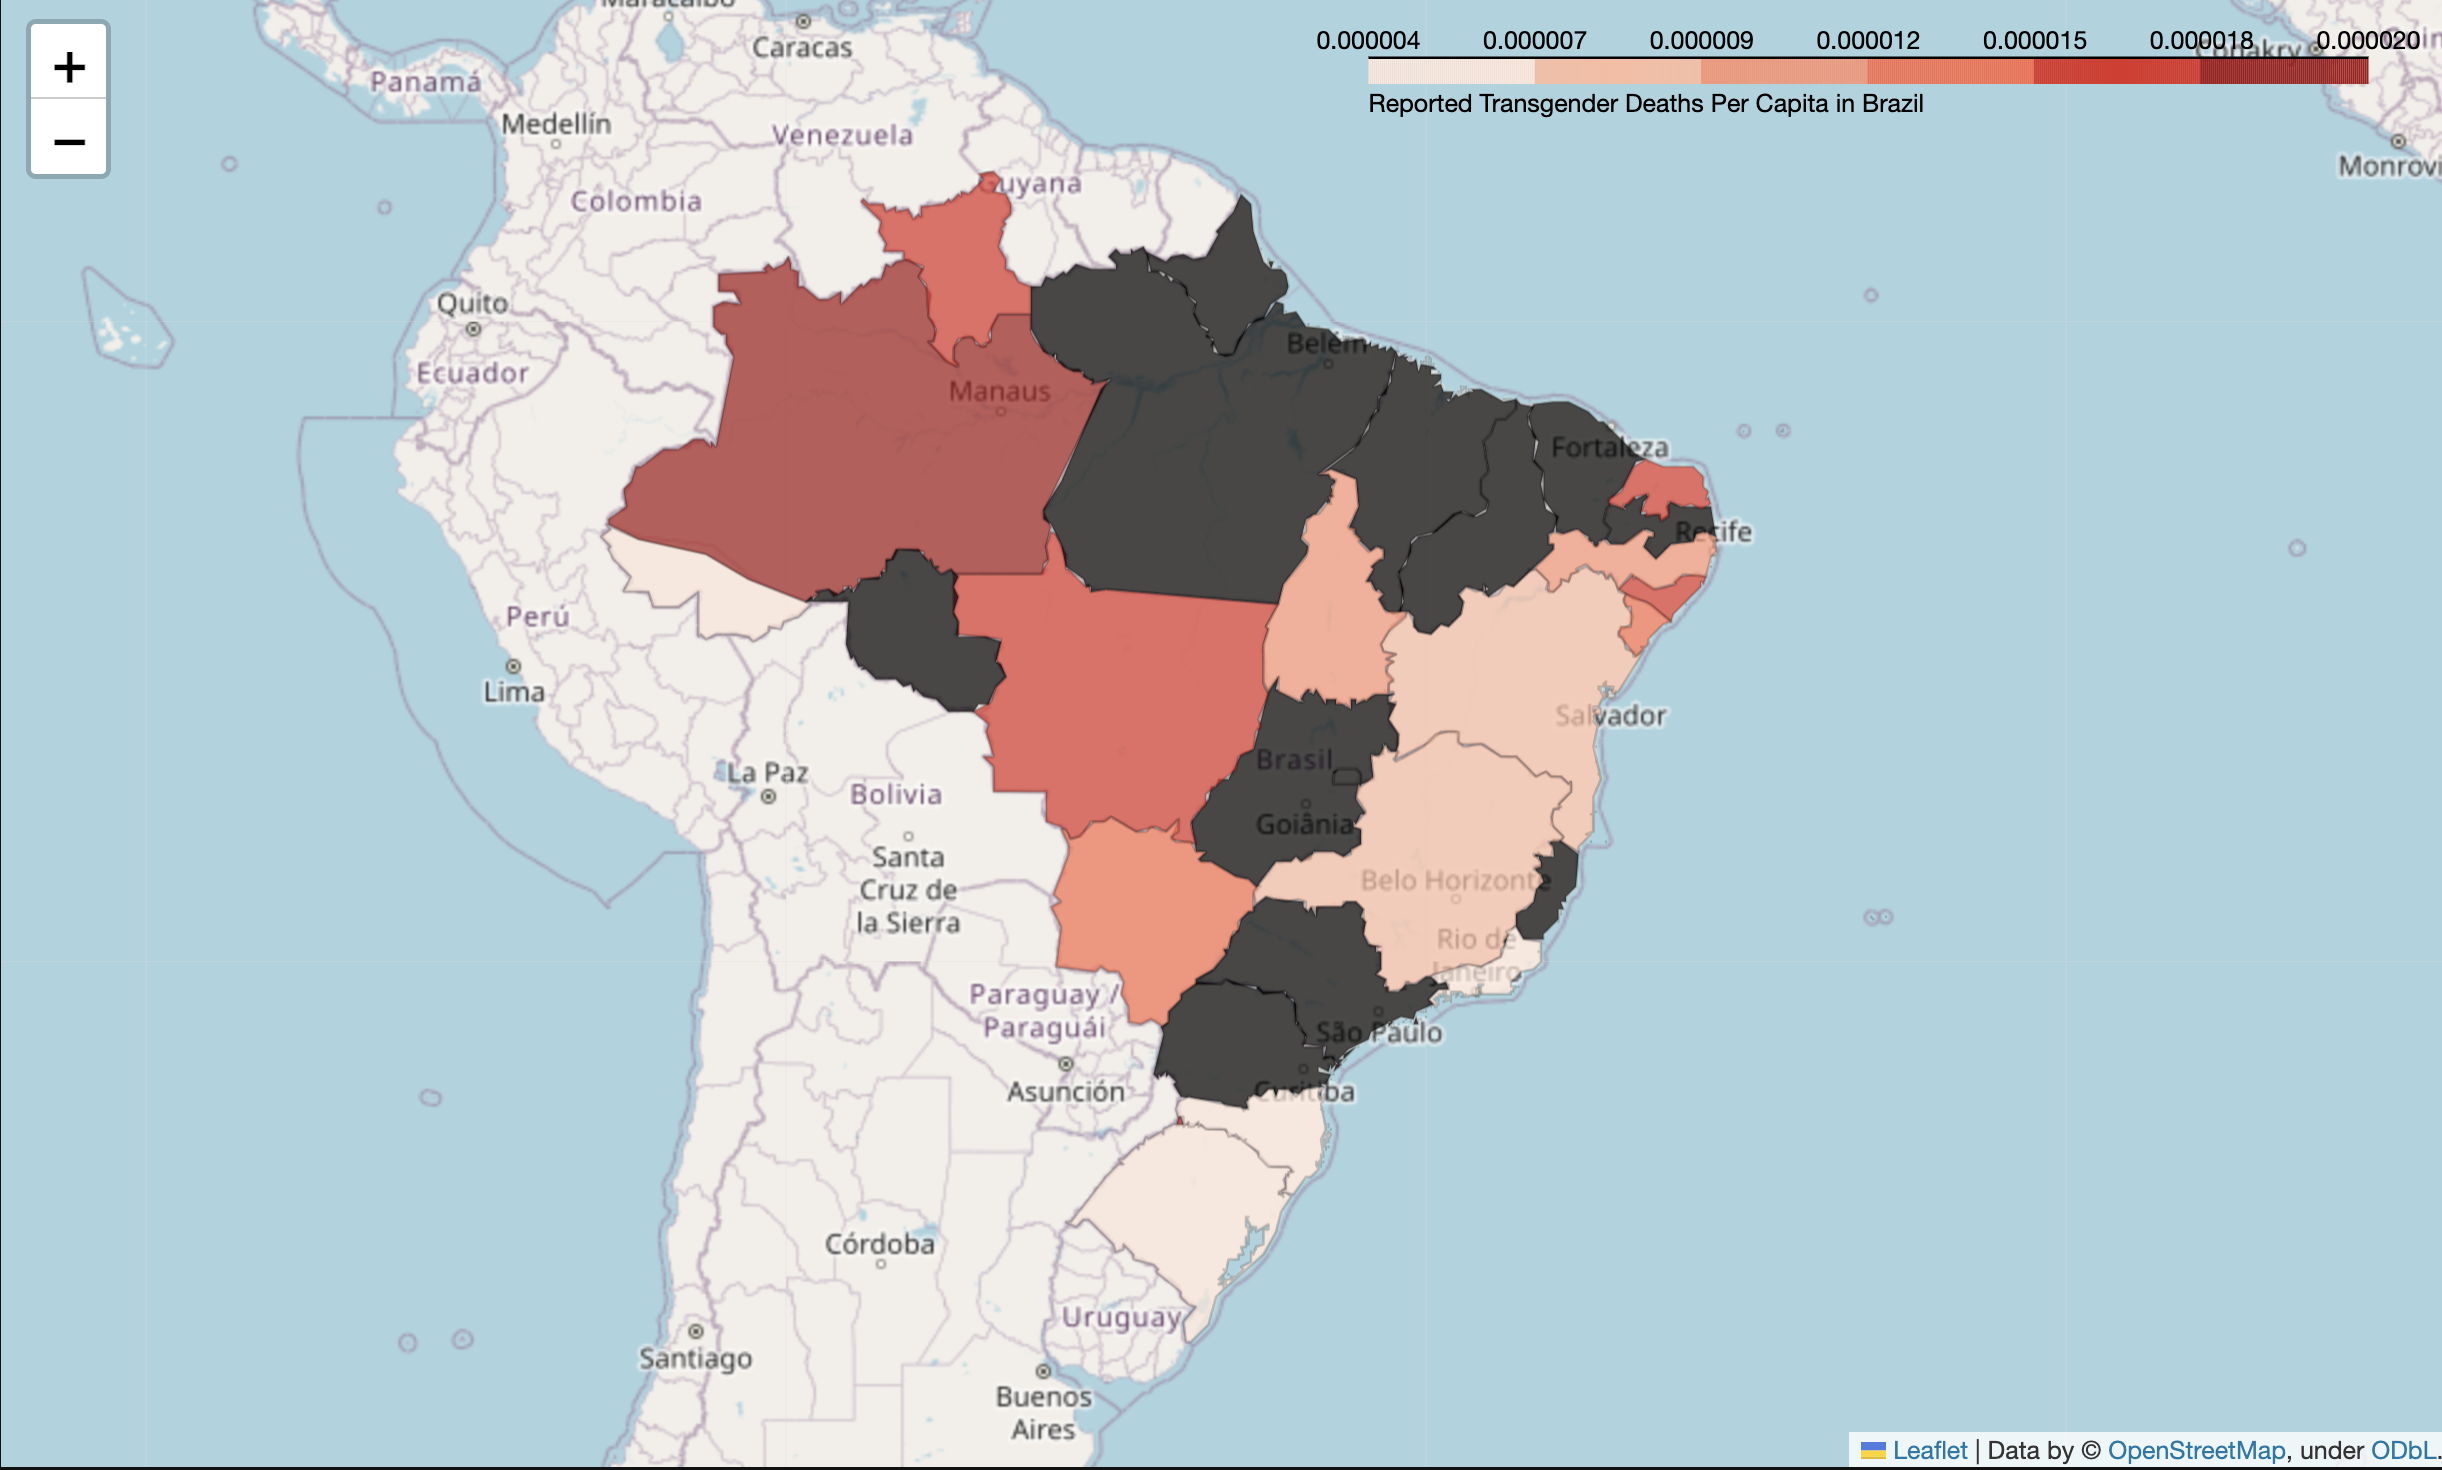 Maracaibo
Caracas
+
−
Panamá
Medellín
Venezuela
Colombia
uyana
0.000004 0.000007 0.000009 0.000012 0.000015 0.000018 0.000020
Conakry
Reported Transgender Deaths Per Capita in Brazil
Monrovi
Quito
Ecuador
Belém
Manaus
Fortaleza
Recife
Perú
Lima
Salvador
La Paz
Brasil
Bolivia
Goiânia
Santa
Cruz de
la Sierra
Belo Horizonte
Rio de
Janeiro
Paraguay /
Paraguái
São Paulo
Asunción
Curitiba
Córdoba
Uruguay
Santiago
Buenos
Aires
Leaflet | Data by © OpenStreetMap, under ODbL.